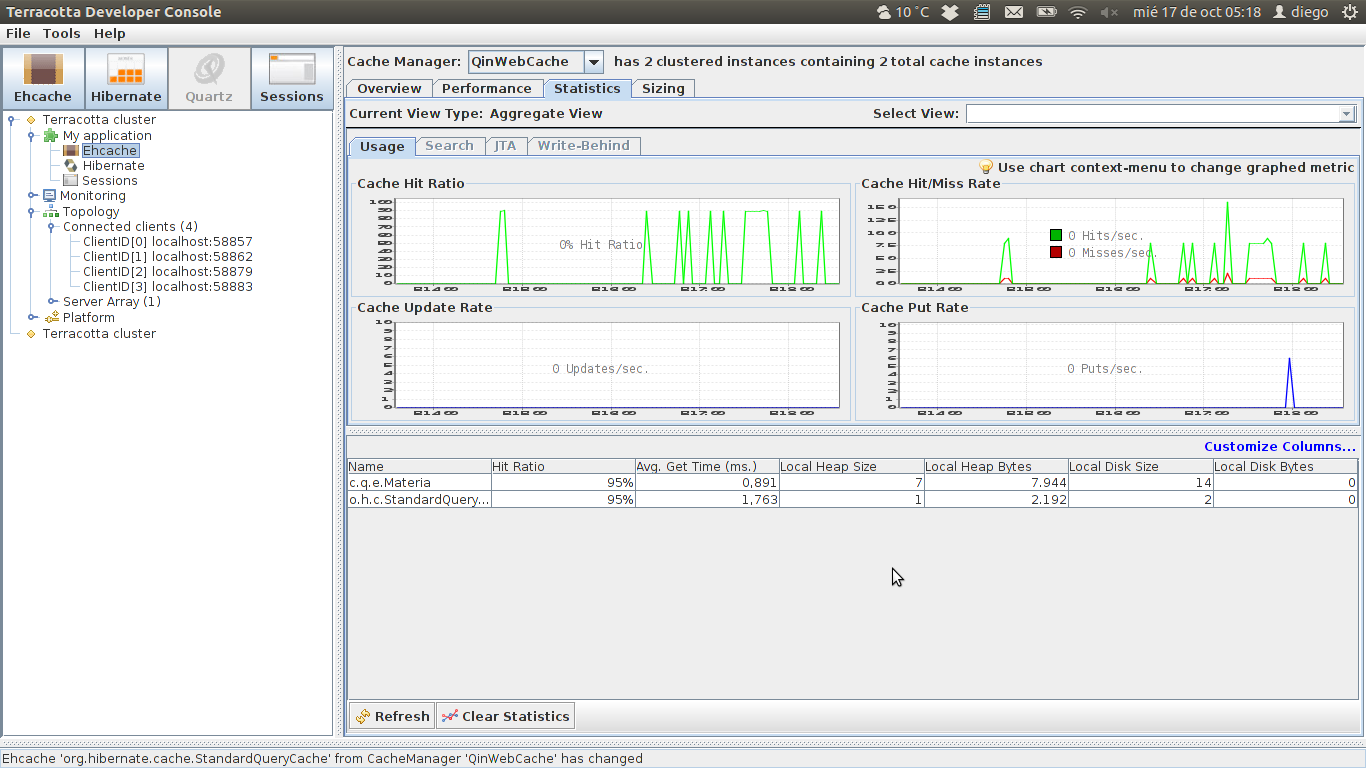 Terracotta Developer Console
10 °C
mié 17 de oct 05:18
diego
File Tools Help
Ehcache
Hibernate
Quartz
Sessions
Terracotta cluster
My application
Ehcache
Hibernate
Sessions
Monitoring
Topology
Connected clients (4)
ClientID[0] localhost:58857
ClientID[1] localhost:58862
ClientID[2] localhost:58879
ClientID[3] localhost:58883
Server Array (1)
Platform
Terracotta cluster
Cache Manager: QinWebCache has 2 clustered instances containing 2 total cache instances
Overview Performance Statistics Sizing
Current View Type: Aggregate View
Select View:
Usage Search JTA Write-Behind
Use chart context-menu to change graphed metric
Cache Hit Ratio
0% Hit Ratio
Cache Hit/Miss Rate
0 Hits/sec.
0 Misses/sec.
Cache Update Rate
0 Updates/sec.
Cache Put Rate
0 Puts/sec.
Customize Columns...
Name Hit Ratio Avg. Get Time (ms.) Local Heap Size Local Heap Bytes Local Disk Size Local Disk Bytes
c.q.e.Materia 95% 0,891 7 7.944 14 0
o.h.c.StandardQuery... 95% 1,763 1 2.192 2 0
Refresh
Clear Statistics
Ehcache 'org.hibernate.cache.StandardQueryCache' from CacheManager 'QinWebCache' has changed